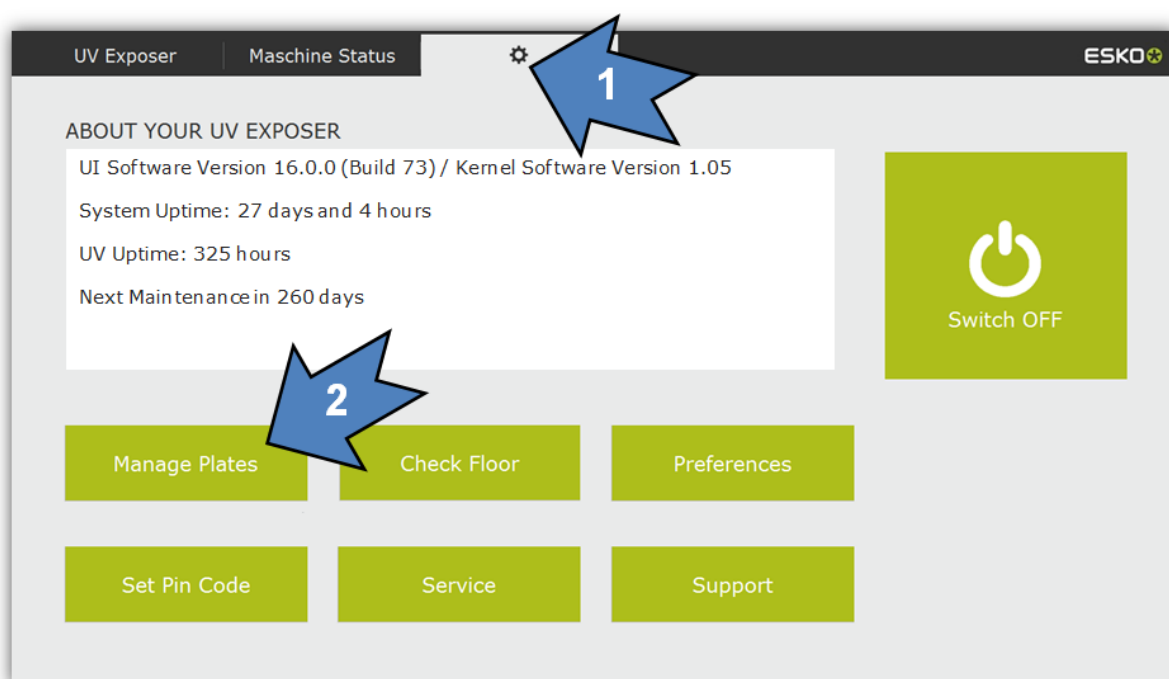 UV Exposer
Maschine Status
ESKO
1
ABOUT YOUR UV EXPOSER
UI Software Version 16.0.0 (Build 73) / Kernel Software Version 1.05
System Uptime: 27 days and 4 hours
UV Uptime: 325 hours
Next Maintenance in 260 days
Switch OFF
2
Manage Plates
Check Floor
Preferences
Set Pin Code
Service
Support